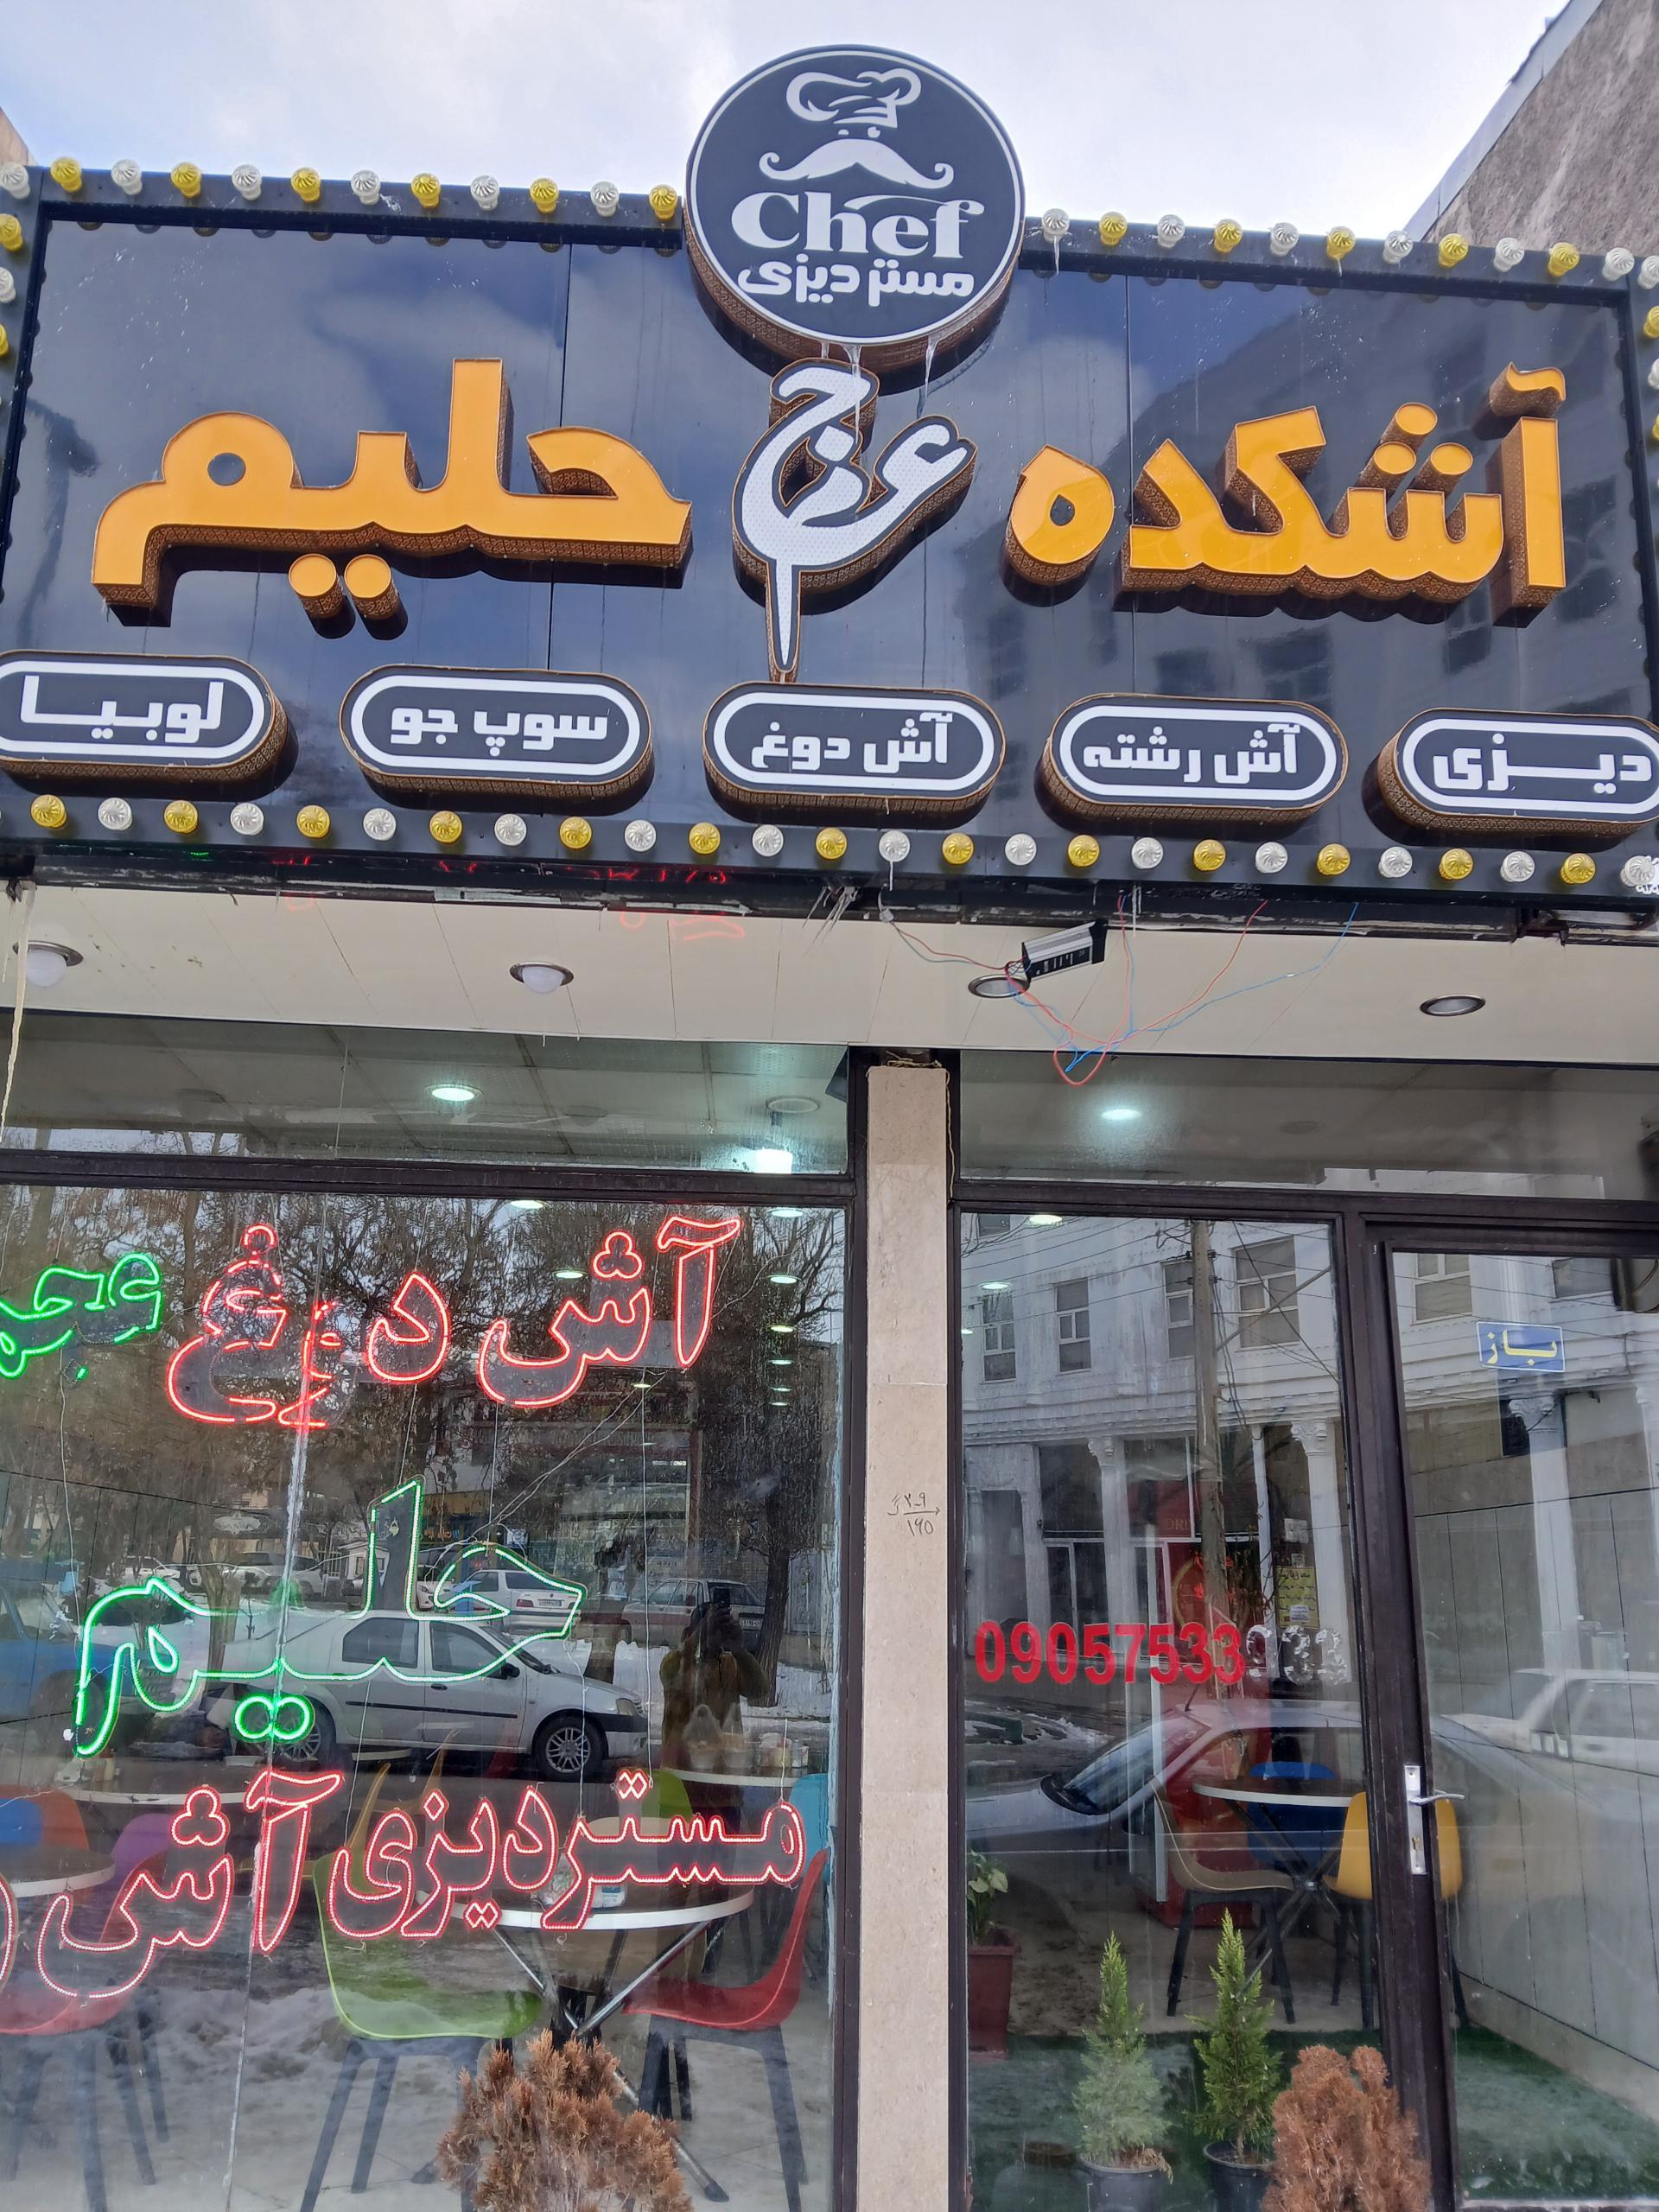 Chef
مستر دیزی
آشکده عج حلیم
دیزی
آش رشته
آش دوغ
سوپ جو
لوبیا
آش دوغ
باز
حلیم
09057533933
مستر دیزی آش